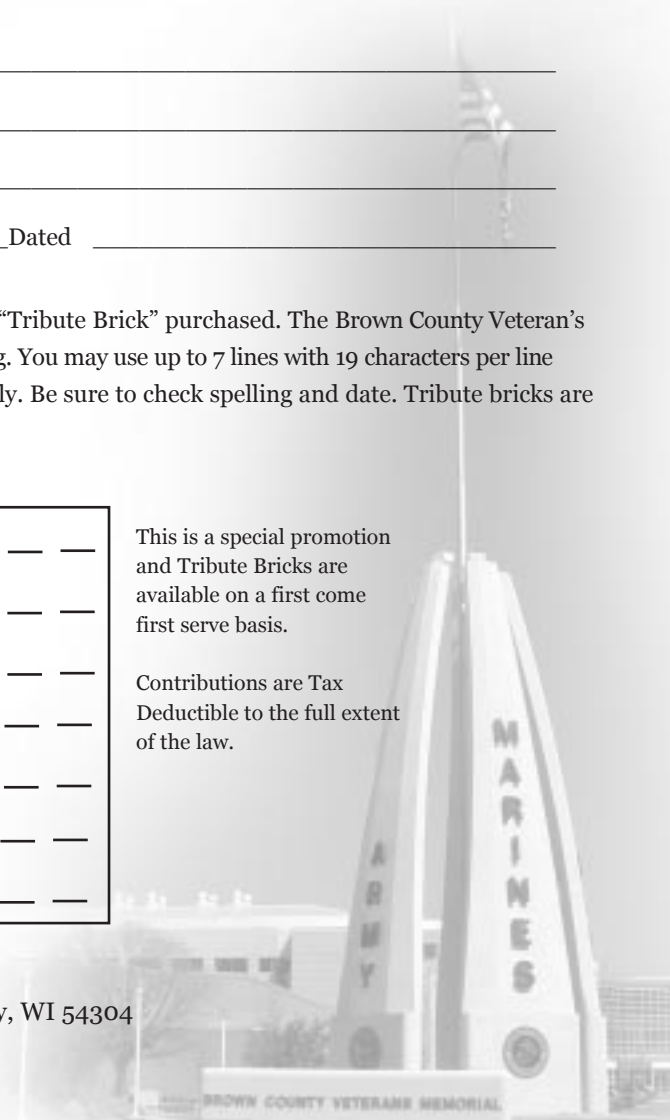 Dated
“Tribute Brick” purchased. The Brown County Veteran’s
g. You may use up to 7 lines with 19 characters per line
ly. Be sure to check spelling and date. Tribute bricks are
This is a special promotion
and Tribute Bricks are
available on a first come
first serve basis.
Contributions are Tax
Deductible to the full extent
of the law.
MARINES
ARMY
y, WI 54304
BROWN COUNTY VETERANS MEMORIAL